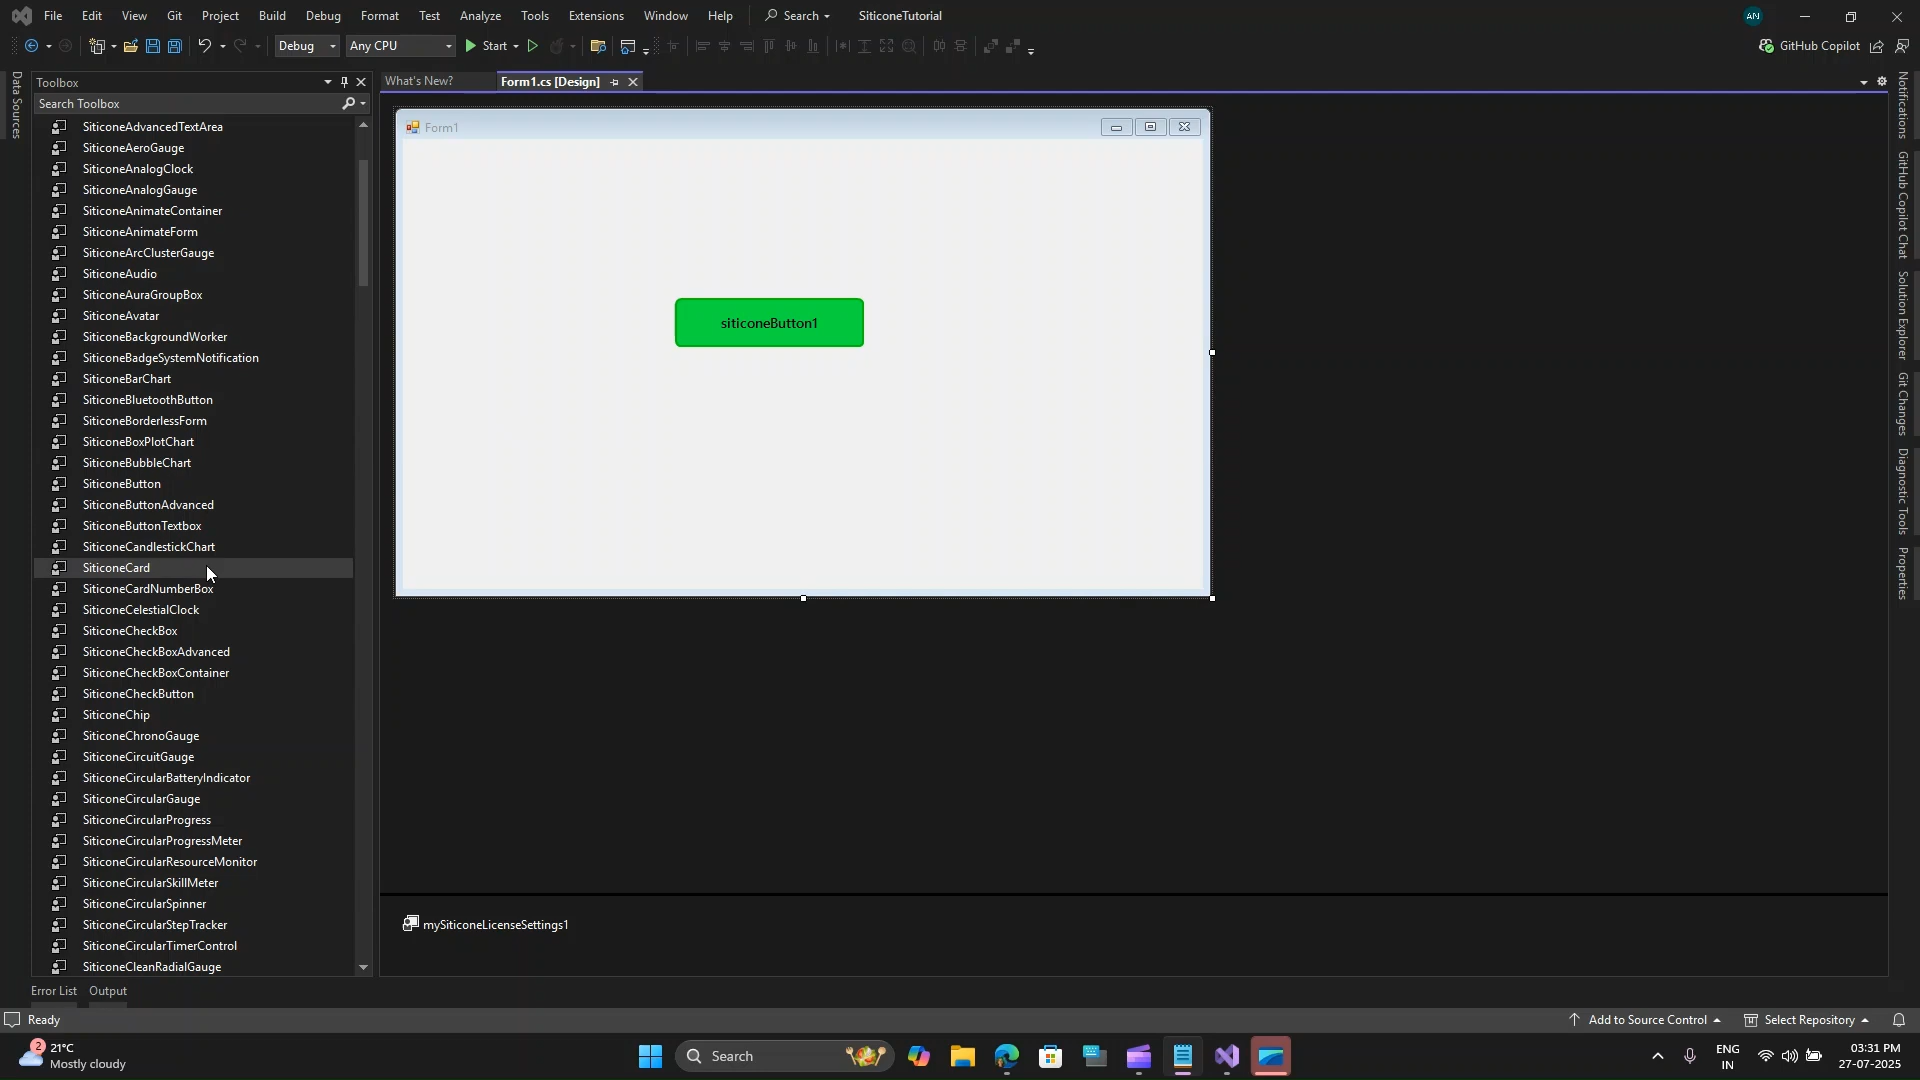 File Edit View Git Project Build Debug Format Test Analyze Tools Extensions Window Help Search SiticoneTutorial AN
Debug Any CPU Start GitHub Copilot
Data Sources
Toolbox
Search Toolbox
SiticoneAdvancedTextArea
SiticoneAeroGauge
SiticoneAnalogClock
SiticoneAnalogGauge
SiticoneAnimateContainer
SiticoneAnimateForm
SiticoneArcClusterGauge
SiticoneAudio
SiticoneAuraGroupBox
SiticoneAvatar
SiticoneBackgroundWorker
SiticoneBadgeSystemNotification
SiticoneBarChart
SiticoneBluetoothButton
SiticoneBorderlessForm
SiticoneBoxPlotChart
SiticoneBubbleChart
SiticoneButton
SiticoneButtonAdvanced
SiticoneButtonTextbox
SiticoneCandlestickChart
SiticoneCard
SiticoneCardNumberBox
SiticoneCelestialClock
SiticoneCheckBox
SiticoneCheckBoxAdvanced
SiticoneCheckBoxContainer
SiticoneCheckButton
SiticoneChip
SiticoneChronoGauge
SiticoneCircuitGauge
SiticoneCircularBatteryIndicator
SiticoneCircularGauge
SiticoneCircularProgress
SiticoneCircularProgressMeter
SiticoneCircularResourceMonitor
SiticoneCircularSkillMeter
SiticoneCircularSpinner
SiticoneCircularStepTracker
SiticoneCircularTimerControl
SiticoneCleanRadialGauge
What's New? Form1.cs [Design]
Form1
siticoneButton1
mySiticoneLicenseSettings1
Notifications
GitHub Copilot Chat
Solution Explorer
Git Changes
Diagnostic Tools
Properties
Error List Output
Ready Add to Source Control Select Repository
2
21°C
Mostly cloudy
Search
ENG
IN
03:31 PM
27-07-2025